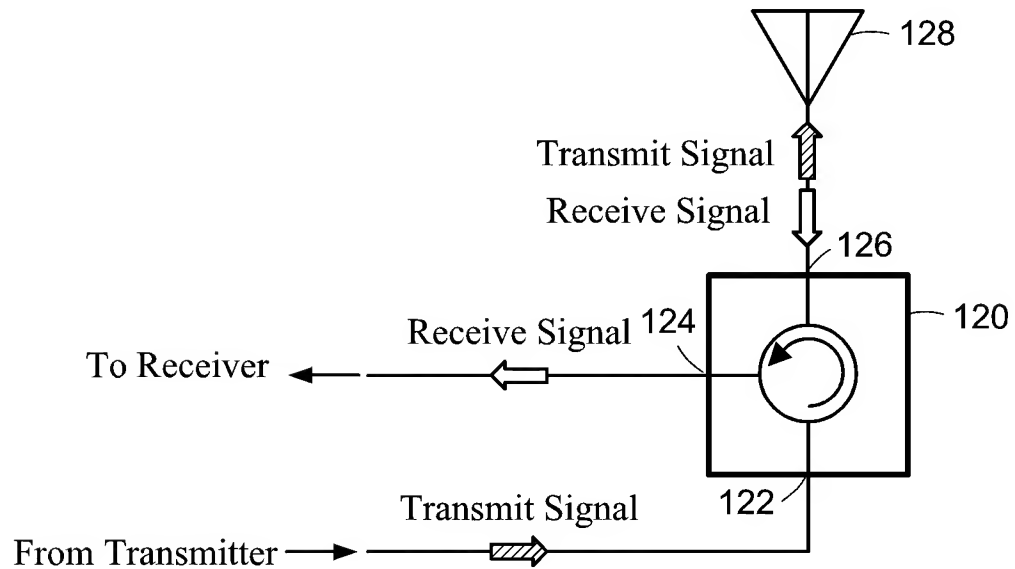 128
Transmit Signal
Receive Signal
126
Receive Signal
124
120
To Receiver
122
Transmit Signal
From Transmitter